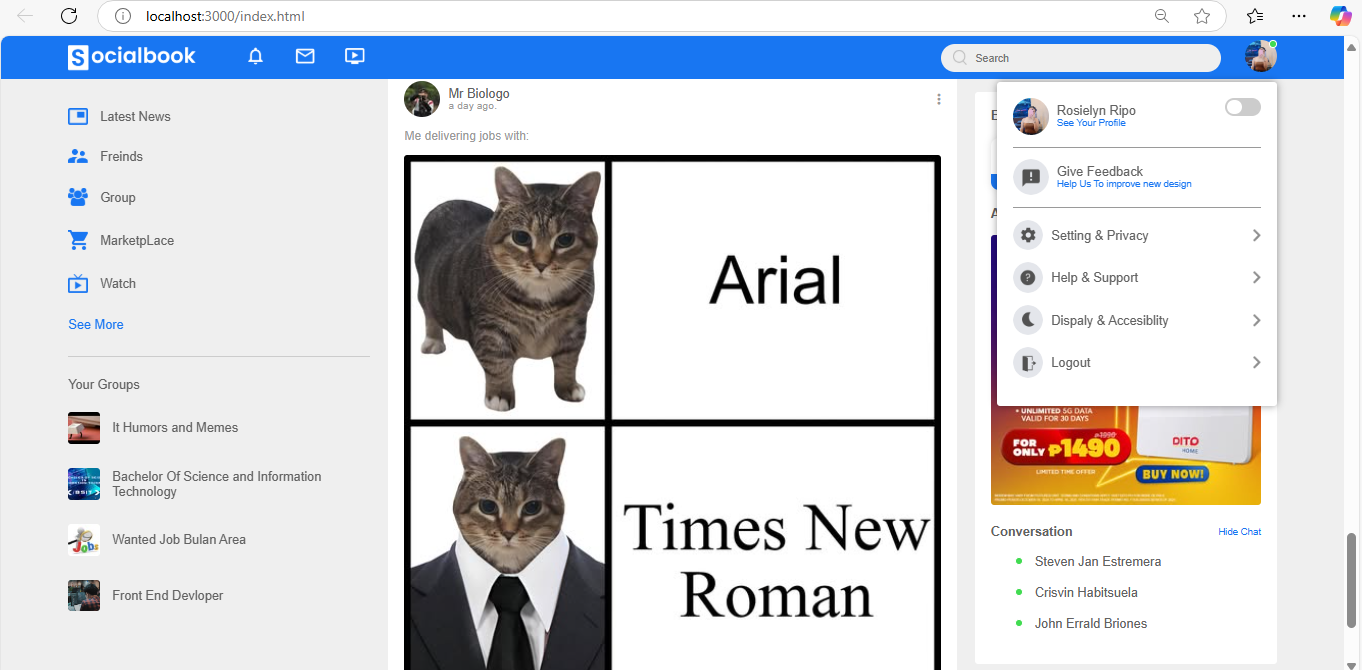 localhost:3000/index.html
Socialbook
Search
Latest News
Freinds
Group
MarketpLace
Watch
See More
Your Groups
It Humors and Memes
Bachelor Of Science and Information
Technology
Wanted Job Bulan Area
Front End Devloper
Mr Biologo
a day ago.
Me delivering jobs with:
Arial
Times New
Roman
Rosielyn Ripo
See Your Profile
Give Feedback
Help Us To improve new design
Setting & Privacy
Help & Support
Dispaly & Accesiblity
Logout
• UNLIMITED 5G DATA
VALID FOR 30 DAYS
FOR
ONLY ₱1490
LIMITED TIME OFFER
DITO
HOME
BUY NOW!
Conversation
Hide Chat
Steven Jan Estremera
Crisvin Habitsuela
John Errald Briones